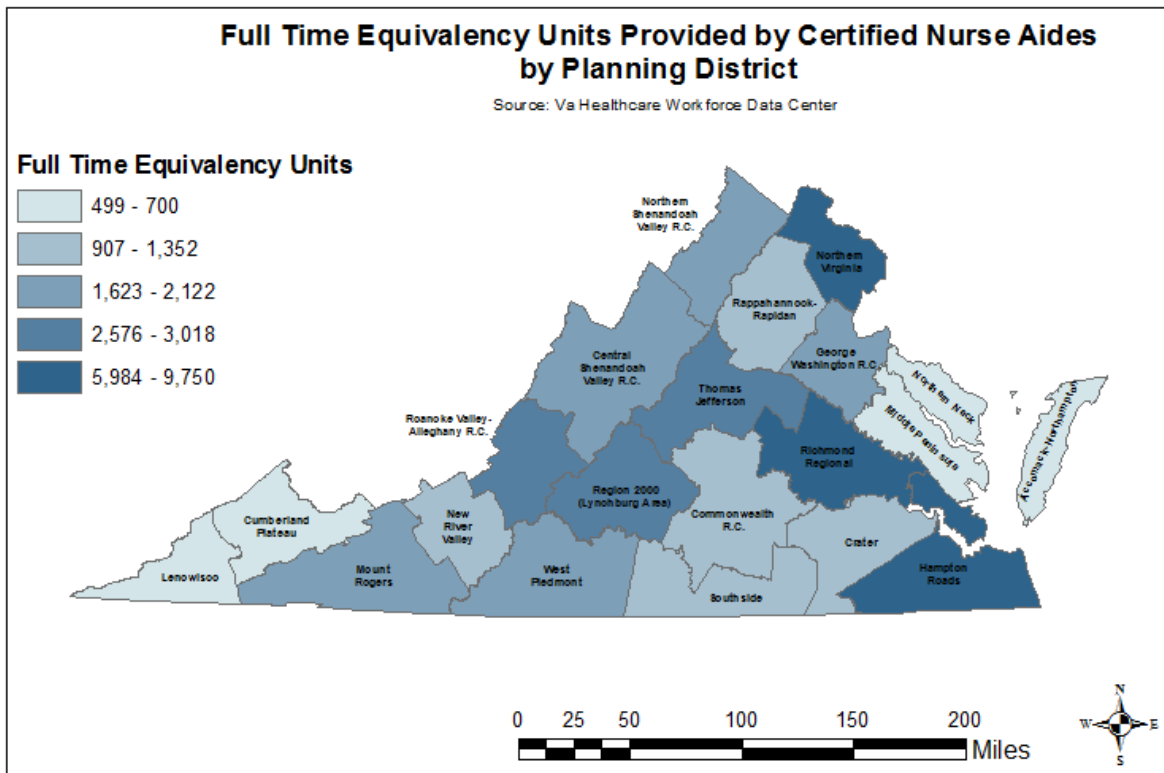 Full Time Equivalency Units Provided by Certified Nurse Aides
by Planning District
Source: Va Healthcare Workforce Data Center
Full Time Equivalency Units
499 - 700
907 - 1,352
1,623 - 2,122
2,576 - 3,018
5,984 - 9,750
Northern
Shenandoah
Valley R.C.
Northern
Virginia
Rappahannock-
Rapidan
Central
Shenandoah
Valley R.C.
George
Washington R.C.
Thomas
Jefferson
Northern Neck
Middle Peninsula
Accomack-Northampton
Roanoke Valley-
Alleghany R.C.
Richmond
Regional
Region 2000
(Lynchburg Area)
Commonwealth
R.C.
New
River
Valley
Cumberland
Plateau
Crater
Lenowisco
Mount
Rogers
West
Piedmont
Southside
Hampton
Roads
0 25 50 100 150 200
Miles
N
W E
S